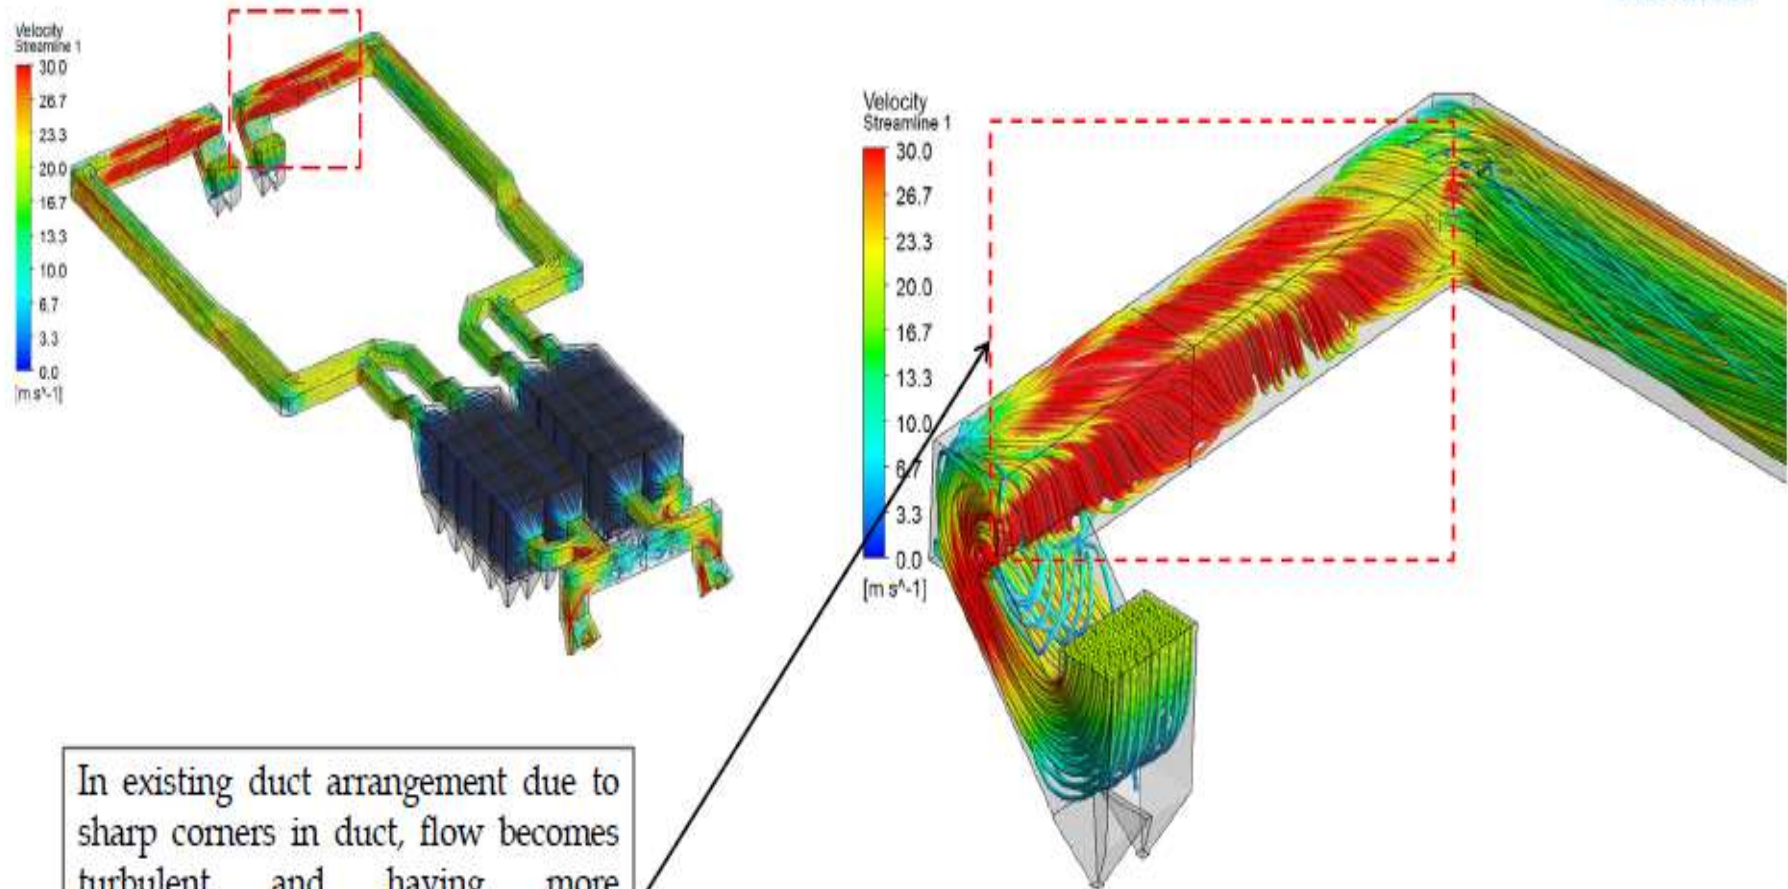 Velocity
Streamline 1
30.0
26.7
23.3
20.0
16.7
13.3
10.0
6.7
3.3
0.0
[m s^-1]
Velocity
Streamline 1
30.0
26.7
23.3
20.0
16.7
13.3
10.0
6.7
3.3
0.0
[m s^-1]
In existing duct arrangement due to
sharp corners in duct, flow becomes
turbulent and having more